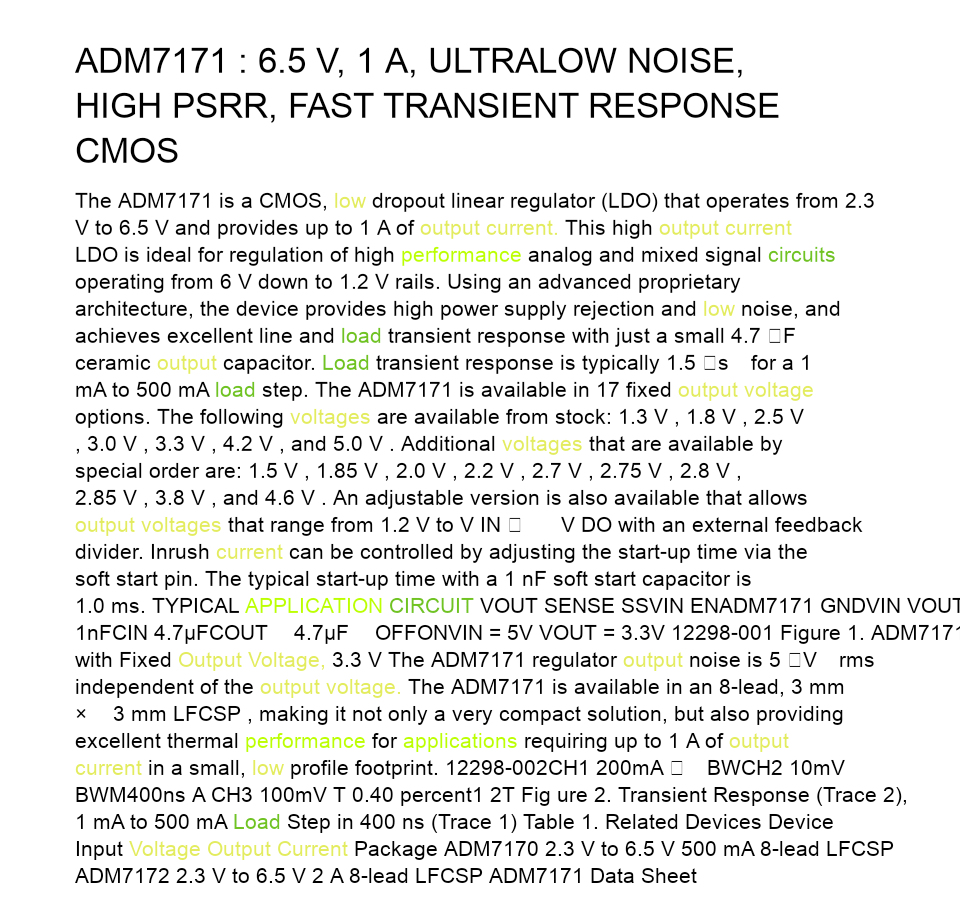 ADM7171 : 6.5 V, 1 A, ULTRALOW NOISE,
HIGH PSRR, FAST TRANSIENT RESPONSE
CMOS
The ADM7171 is a CMOS, low dropout linear regulator (LDO) that operates from 2.3
V to 6.5 V and provides up to 1 A of output current. This high output current
LDO is ideal for regulation of high performance analog and mixed signal circuits
operating from 6 V down to 1.2 V rails. Using an advanced proprietary
architecture, the device provides high power supply rejection and low noise, and
achieves excellent line and load transient response with just a small 4.7 □F
ceramic output capacitor. Load transient response is typically 1.5 □s for a 1
mA to 500 mA load step. The ADM7171 is available in 17 fixed output voltage
options. The following voltages are available from stock: 1.3 V , 1.8 V , 2.5 V
, 3.0 V , 3.3 V , 4.2 V , and 5.0 V . Additional voltages that are available by
special order are: 1.5 V , 1.85 V , 2.0 V , 2.2 V , 2.7 V , 2.75 V , 2.8 V ,
2.85 V , 3.8 V , and 4.6 V . An adjustable version is also available that allows
output voltages that range from 1.2 V to V IN □ V DO with an external feedback
divider. Inrush current can be controlled by adjusting the start-up time via the
soft start pin. The typical start-up time with a 1 nF soft start capacitor is
1.0 ms. TYPICAL APPLICATION CIRCUIT VOUT SENSE SSVIN ENADM7171 GNDVIN VOUT
1nFCIN 4.7µFCOUT 4.7µF OFFONVIN = 5V VOUT = 3.3V 12298-001 Figure 1. ADM7171
with Fixed Output Voltage, 3.3 V The ADM7171 regulator output noise is 5 □V rms
independent of the output voltage. The ADM7171 is available in an 8-lead, 3 mm
× 3 mm LFCSP , making it not only a very compact solution, but also providing
excellent thermal performance for applications requiring up to 1 A of output
current in a small, low profile footprint. 12298-002CH1 200mA □ BWCH2 10mV
BWM400ns A CH3 100mV T 0.40 percent1 2T Fig ure 2. Transient Response (Trace 2),
1 mA to 500 mA Load Step in 400 ns (Trace 1) Table 1. Related Devices Device
Input Voltage Output Current Package ADM7170 2.3 V to 6.5 V 500 mA 8-lead LFCSP
ADM7172 2.3 V to 6.5 V 2 A 8-lead LFCSP ADM7171 Data Sheet